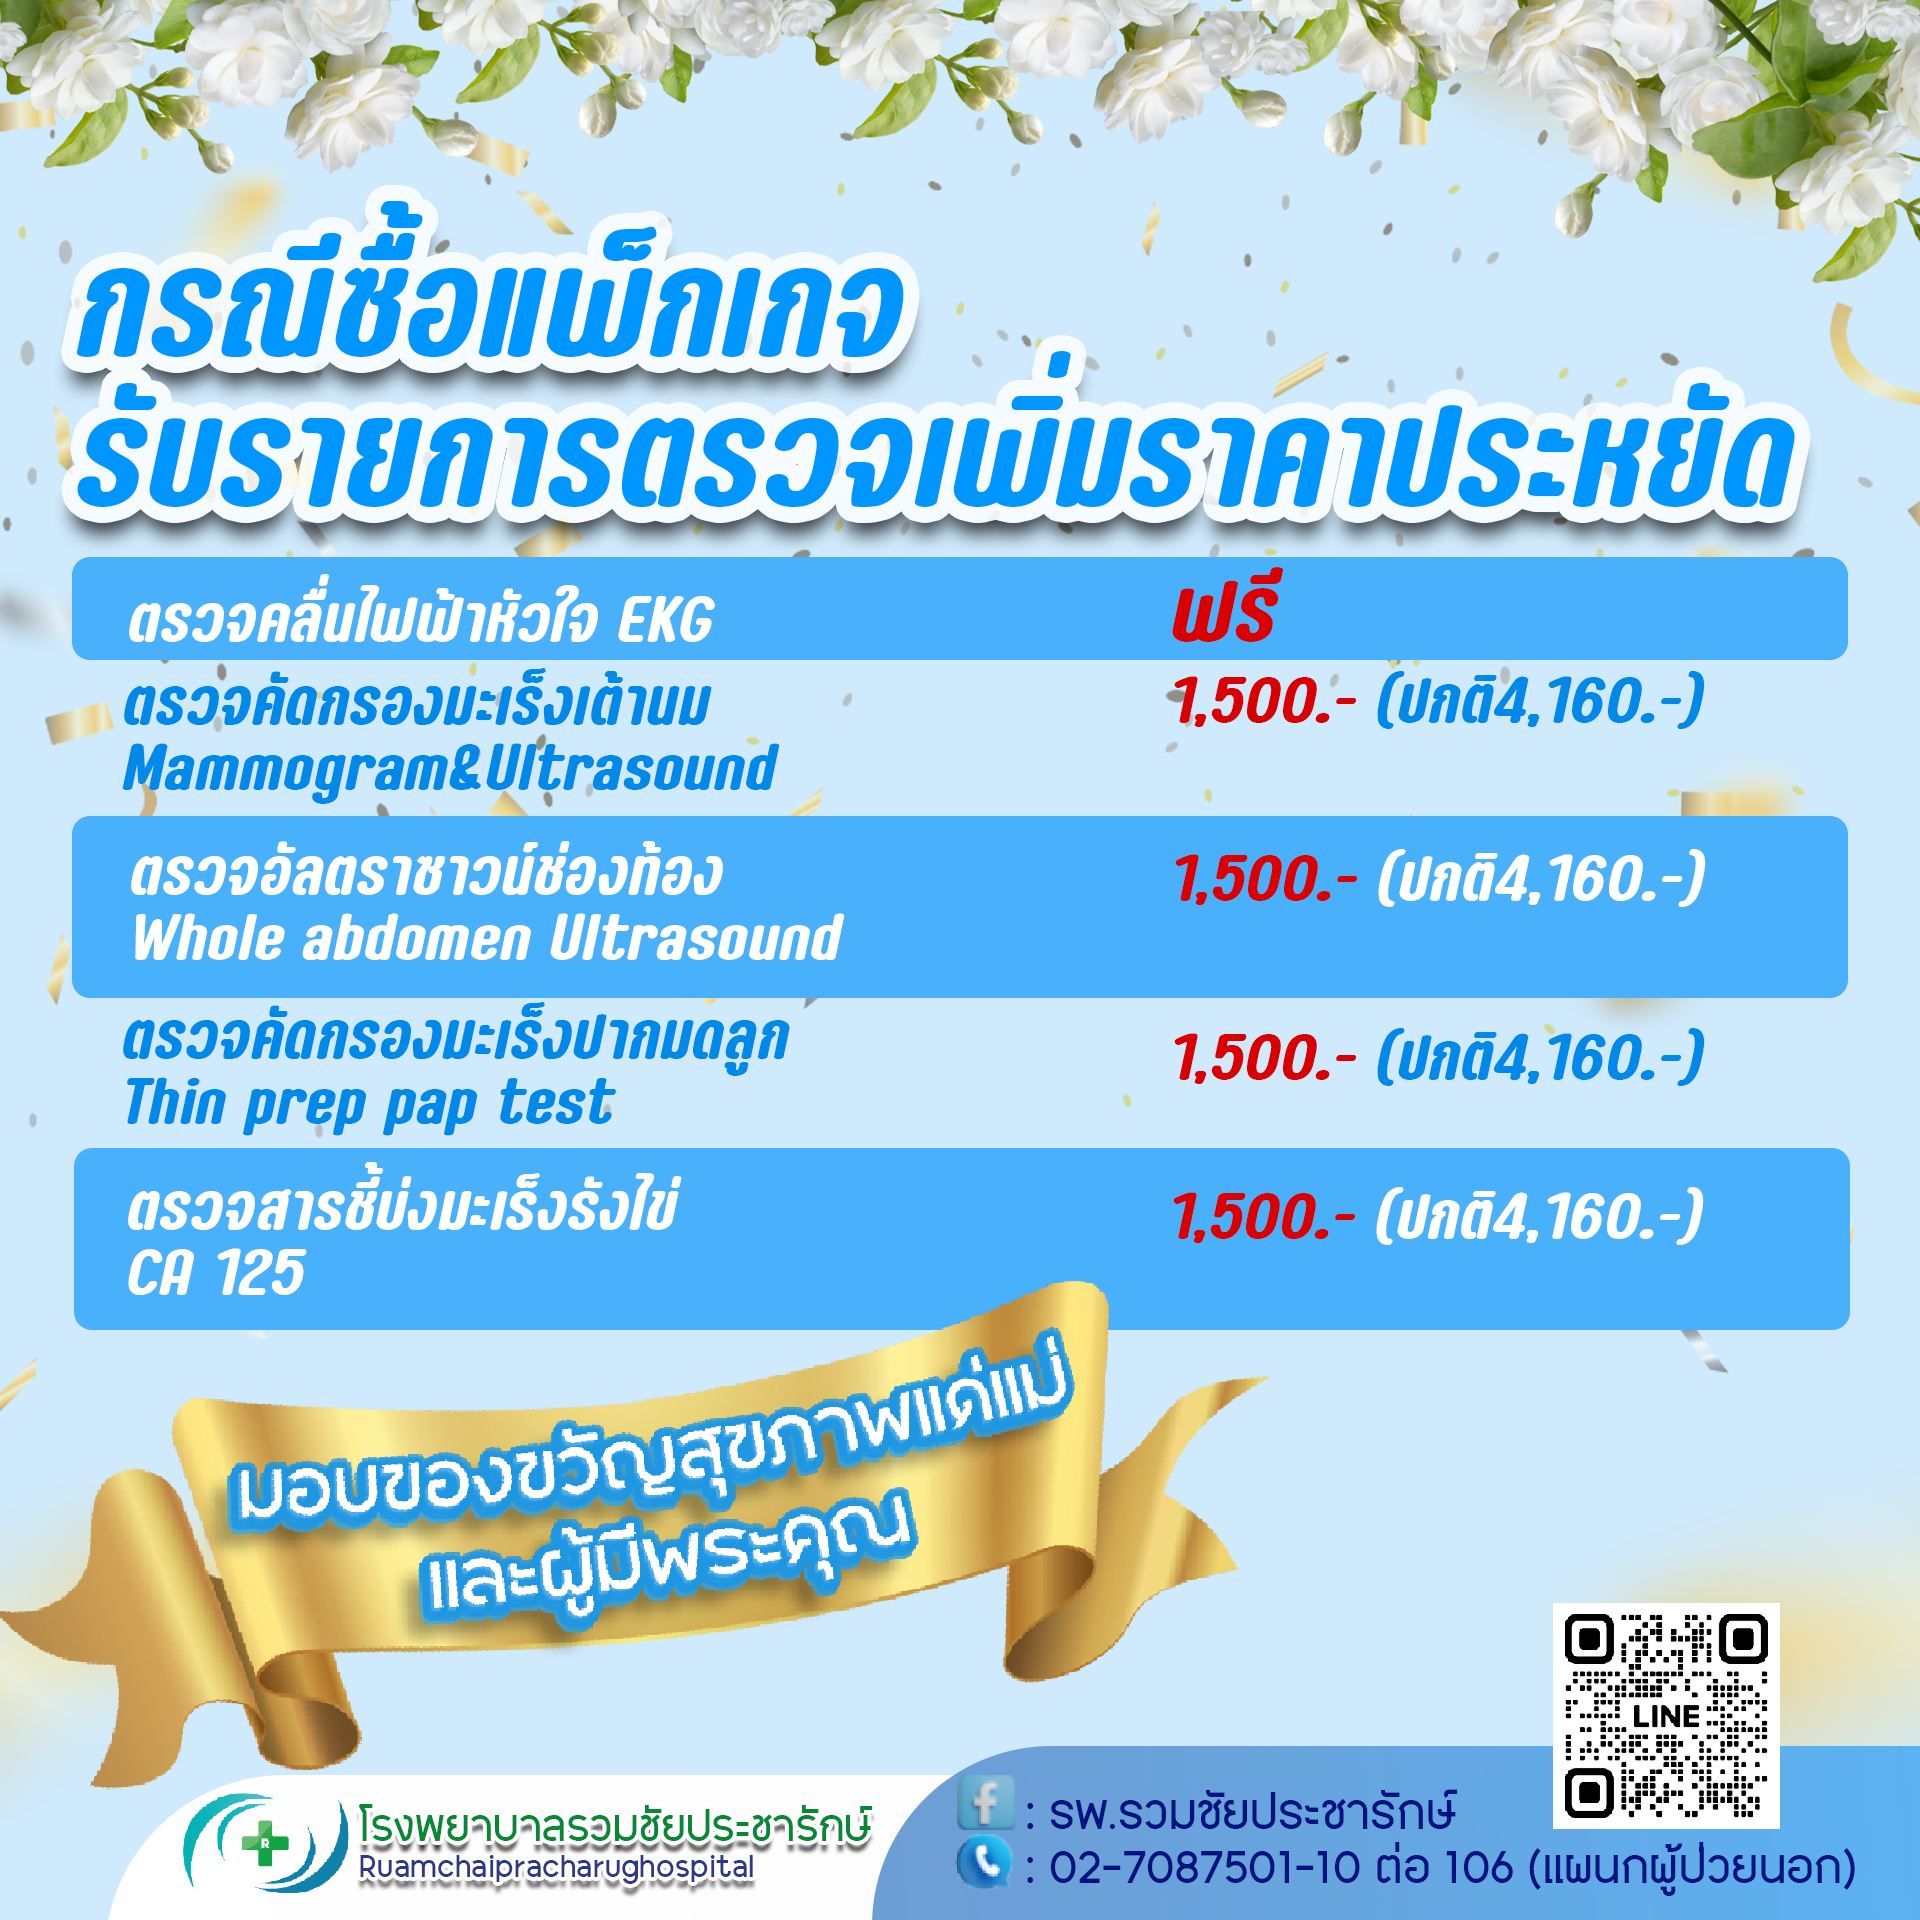 กรณีซื้อแพ็กเกจ
รับรายการตรวจเพิ่มราคาประหยัด
ตรวจคลื่นไฟฟ้าหัวใจ EKG ฟรี
ตรวจคัดกรองมะเร็งเต้านม 1,500.- (ปกติ4,160.-)
Mammogram&Ultrasound
ตรวจอัลตราซาวน์ช่องท้อง 1,500.- (ปกติ4,160.-)
Whole abdomen Ultrasound
ตรวจคัดกรองมะเร็งปากมดลูก 1,500.- (ปกติ4,160.-)
Thin prep pap test
ตรวจสารชี้บ่งมะเร็งรังไข่ 1,500.- (ปกติ4,160.-)
CA 125
มอบของขวัญสุขภาพแด่แม่
และผู้มีพระคุณ
LINE
R
โรงพยาบาลรวมชัยประชารักษ์
Ruamchaipracharughospital
f : รพ.รวมชัยประชารักษ์
: 02-7087501-10 ต่อ 106 (แผนกผู้ป่วยนอก)